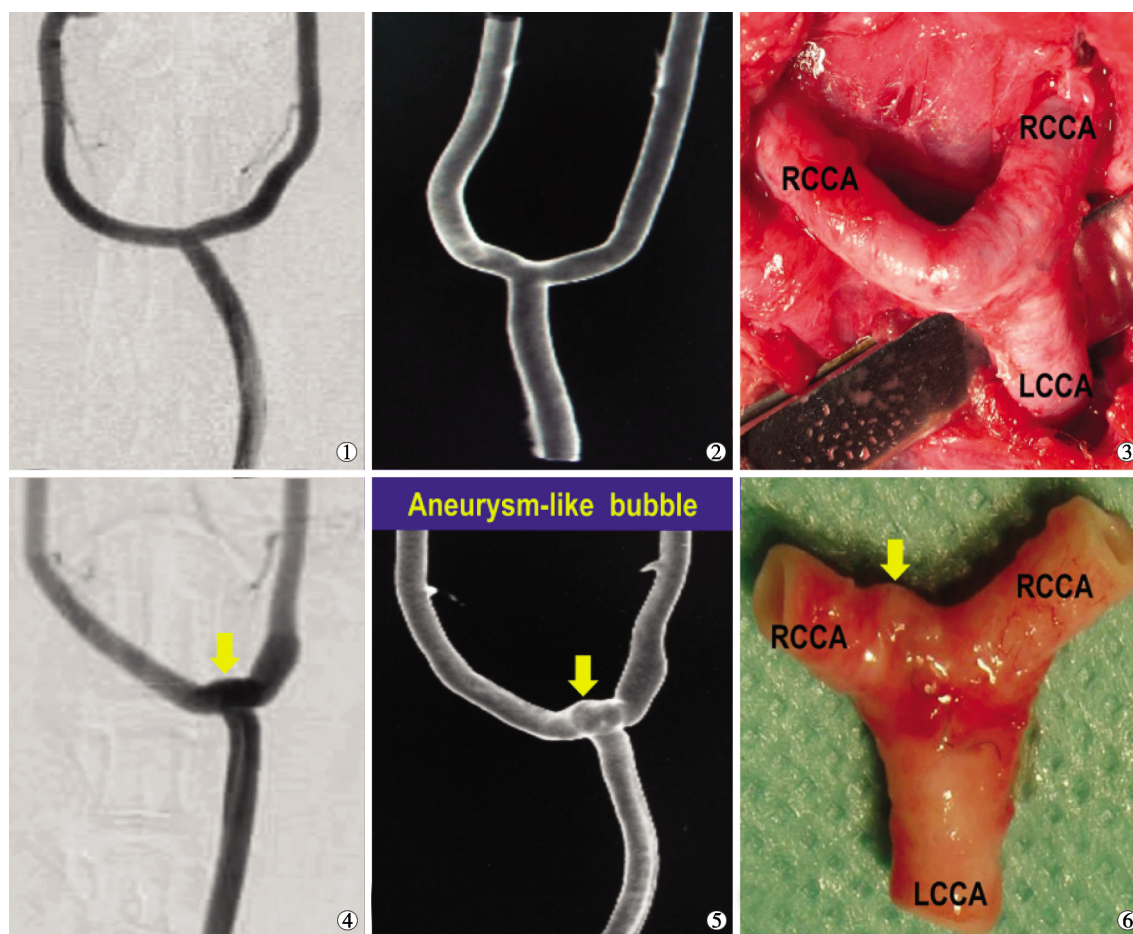 ①
②
RCCA
RCCA
LCCA
③
④
Aneurysm-like bubble
⑤
RCCA
RCCA
LCCA
⑥